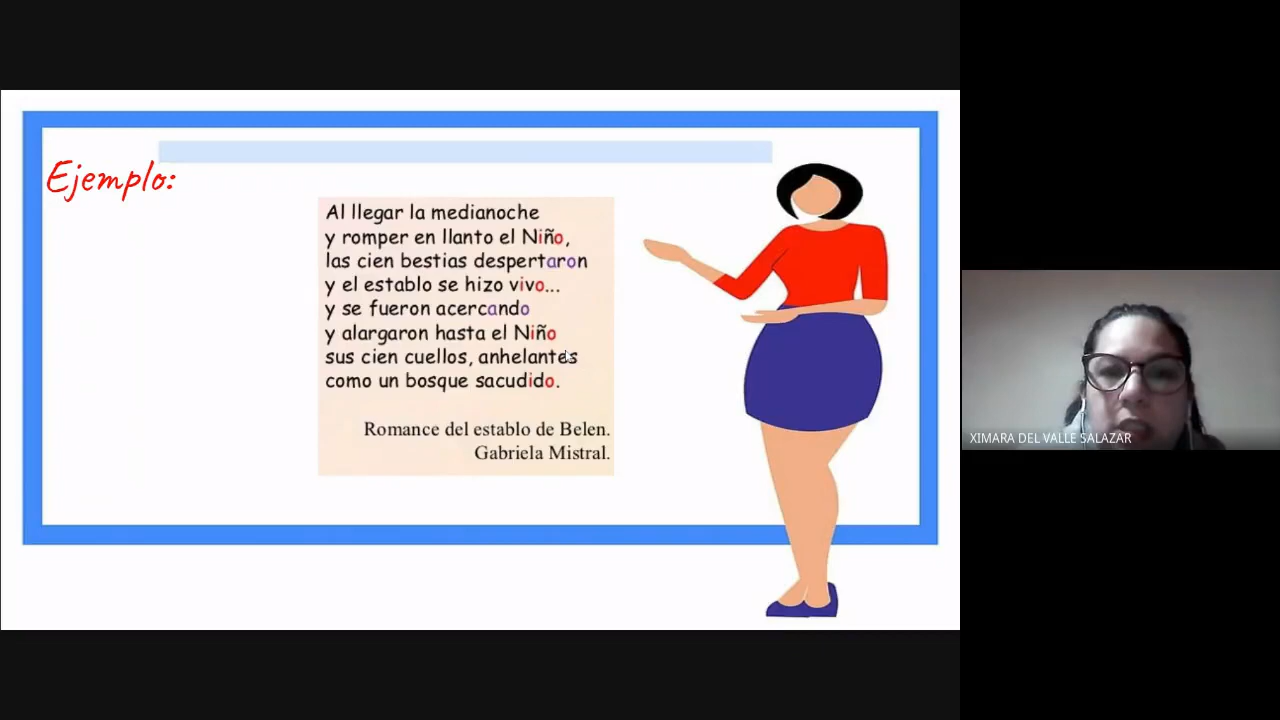 Ejemplo:
Al llegar la medianoche
y romper en llanto el Niño,
las cien bestias despertaron
y el establo se hizo vivo...
y se fueron acercando
y alargaron hasta el Niño
sus cien cuellos, anhelantes
como un bosque sacudido.
Romance del establo de Belen.
Gabriela Mistral.
XIMARA DEL VALLE SALAZAR